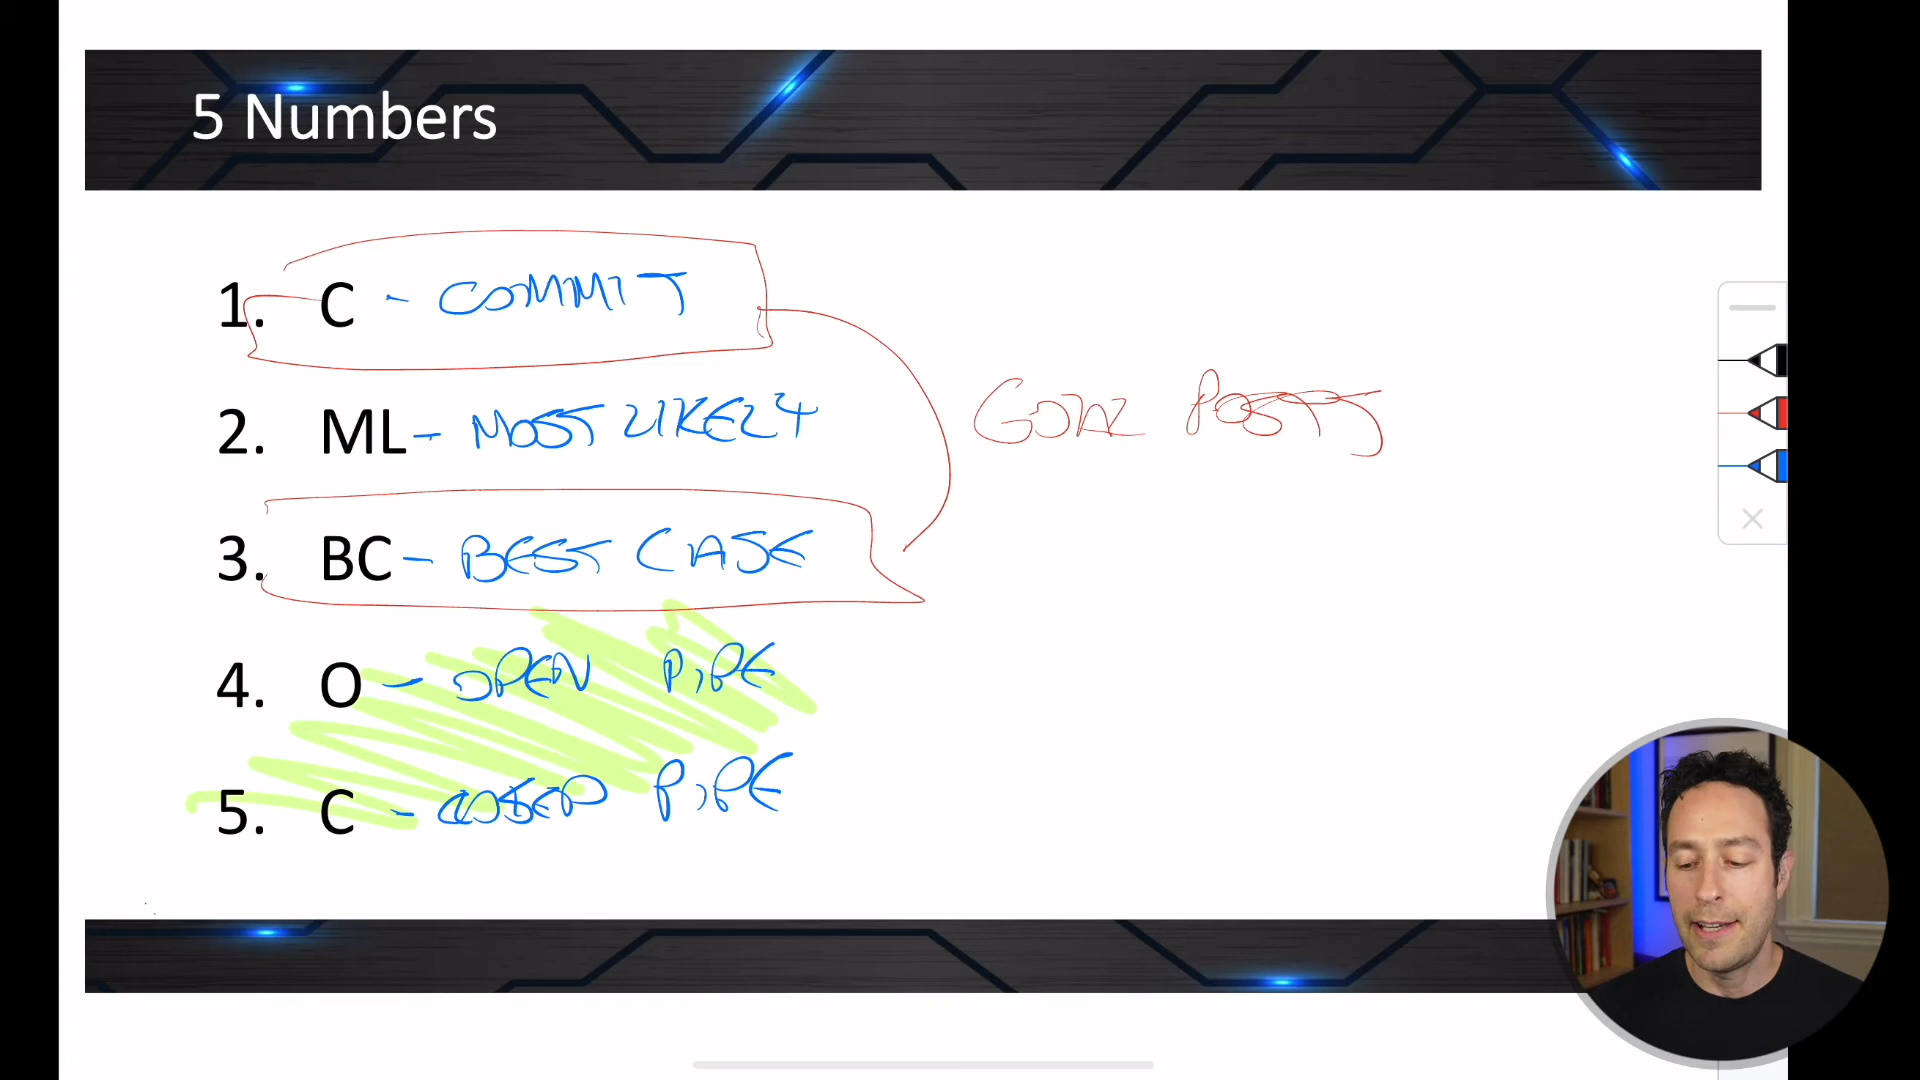 5 Numbers
1. C - COMMIT
2. ML - MOST LIKELY
GOAL POSTS
3. BC - BEST CASE
4. O - OPEN PIPE
5. C - CLOSED PIPE